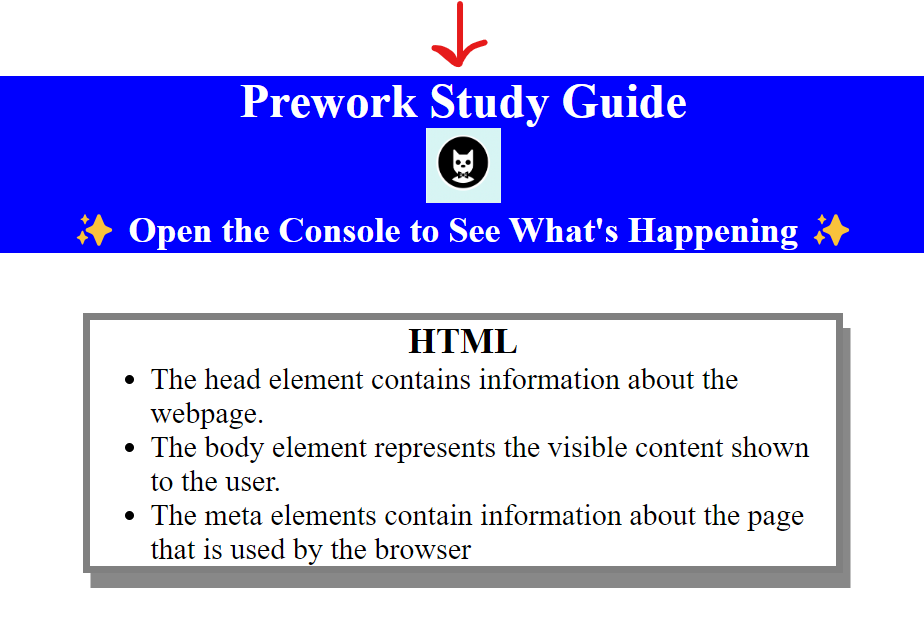 Prework Study Guide
✨ Open the Console to See What's Happening ✨
HTML
• The head element contains information about the
webpage.
• The body element represents the visible content shown
to the user.
• The meta elements contain information about the page
that is used by the browser